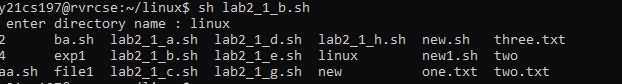 y21cs197@rvrcse:~/linux$ sh lab2_1_b.sh
enter directory name : linux
2 ba.sh lab2_1_a.sh lab2_1_d.sh lab2_1_h.sh new.sh three.txt
4 exp1 lab2_1_b.sh lab2_1_e.sh linux new1.sh two
aa.sh file1 lab2_1_c.sh lab2_1_g.sh new one.txt two.txt